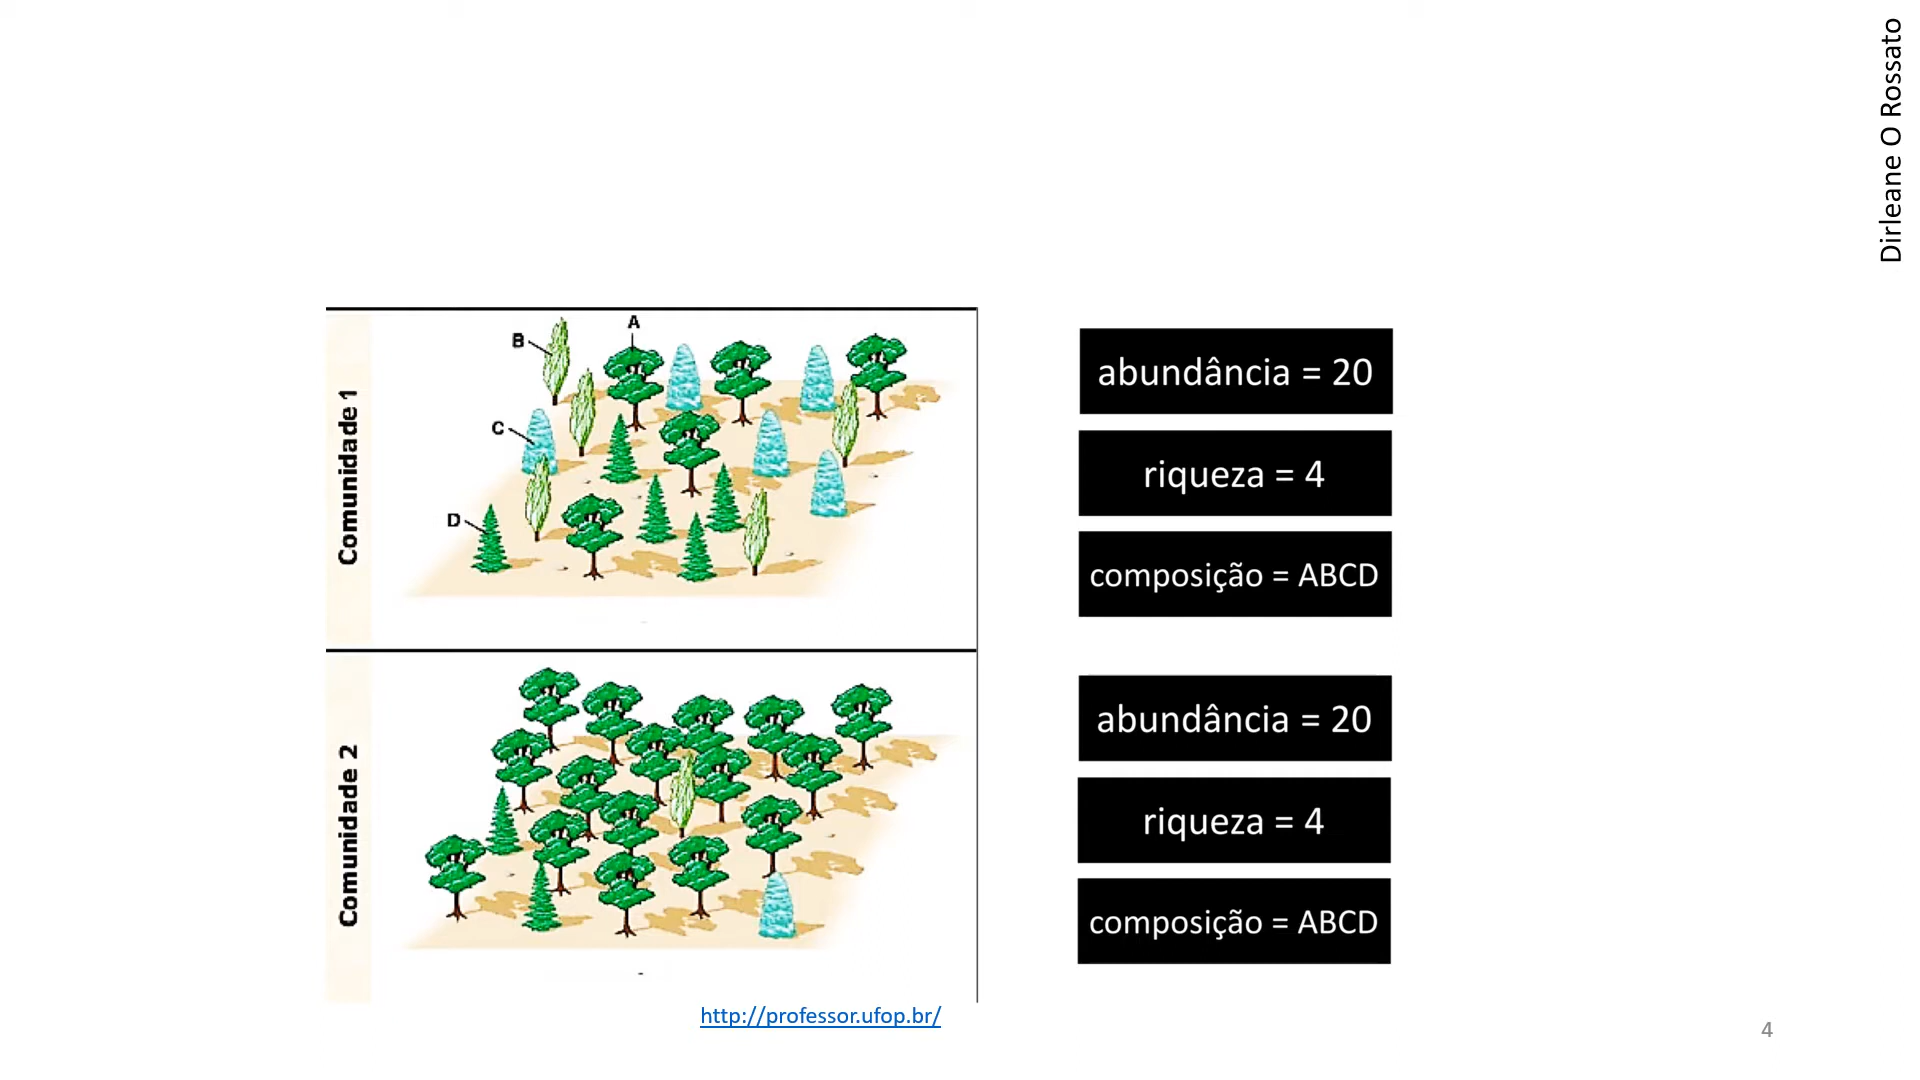 Dirleane O Rossato
Comunidade 1
A
B
C
D
abundância = 20
riqueza = 4
composição = ABCD
Comunidade 2
abundância = 20
riqueza = 4
composição = ABCD
http://professor.ufop.br/
4